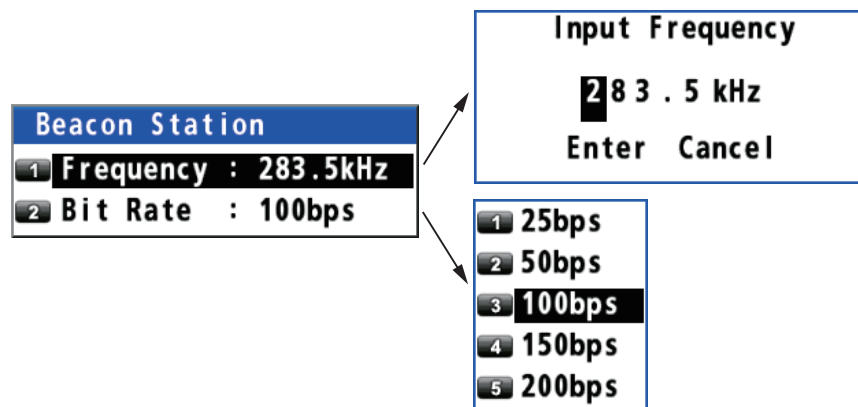 Beacon Station
1 Frequency : 283.5kHz
2 Bit Rate : 100bps
Input Frequency
283.5 kHz
Enter Cancel
1 25bps
2 50bps
3 100bps
4 150bps
5 200bps